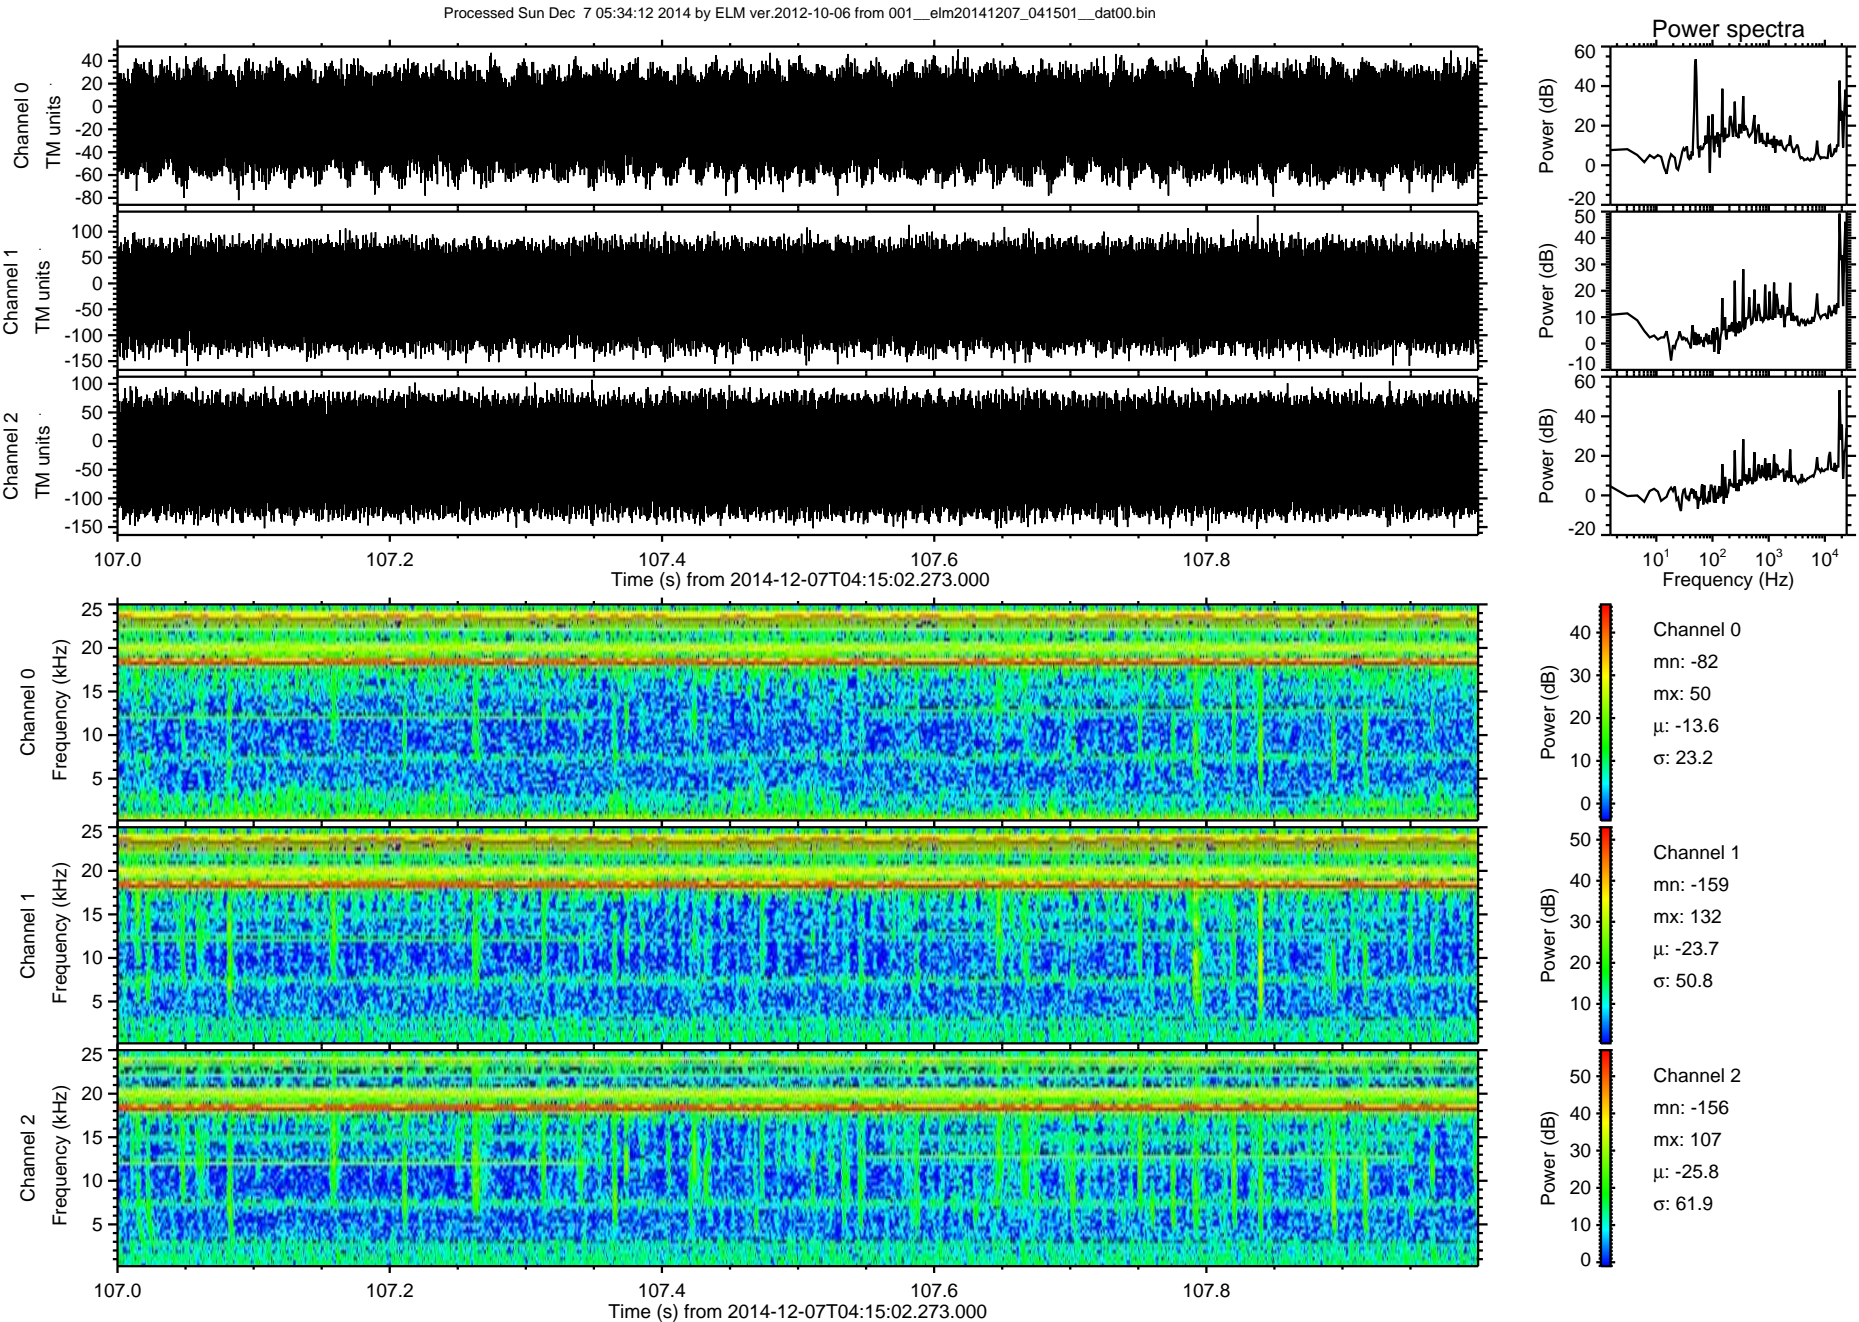 Processed Sun Dec  7 05:34:12 2014 by ELM ver.2012-10-06 from 001__elm20141207_041501__dat00.bin
Power spectra
Channel 0
TM units
40
20
0
-20
-40
-60
-80
Power (dB)
60
40
20
0
-20
Channel 1
TM units
100
50
0
-50
-100
-150
Power (dB)
50
40
30
20
10
0
-10
Channel 2
TM units
100
50
0
-50
-100
-150
Power (dB)
60
40
20
0
-20
107.0 107.2 107.4 107.6 107.8
Time (s) from 2014-12-07T04:15:02.273.000
10^1 10^2 10^3 10^4
Frequency (Hz)
Channel 0
Frequency (kHz)
25
20
15
10
5
Power (dB)
40
30
20
10
0
Channel 0
mn: -82
mx: 50
μ: -13.6
σ: 23.2
Channel 1
Frequency (kHz)
25
20
15
10
5
Power (dB)
50
40
30
20
10
Channel 1
mn: -159
mx: 132
μ: -23.7
σ: 50.8
Channel 2
Frequency (kHz)
25
20
15
10
5
Power (dB)
50
40
30
20
10
0
Channel 2
mn: -156
mx: 107
μ: -25.8
σ: 61.9
107.0 107.2 107.4 107.6 107.8
Time (s) from 2014-12-07T04:15:02.273.000